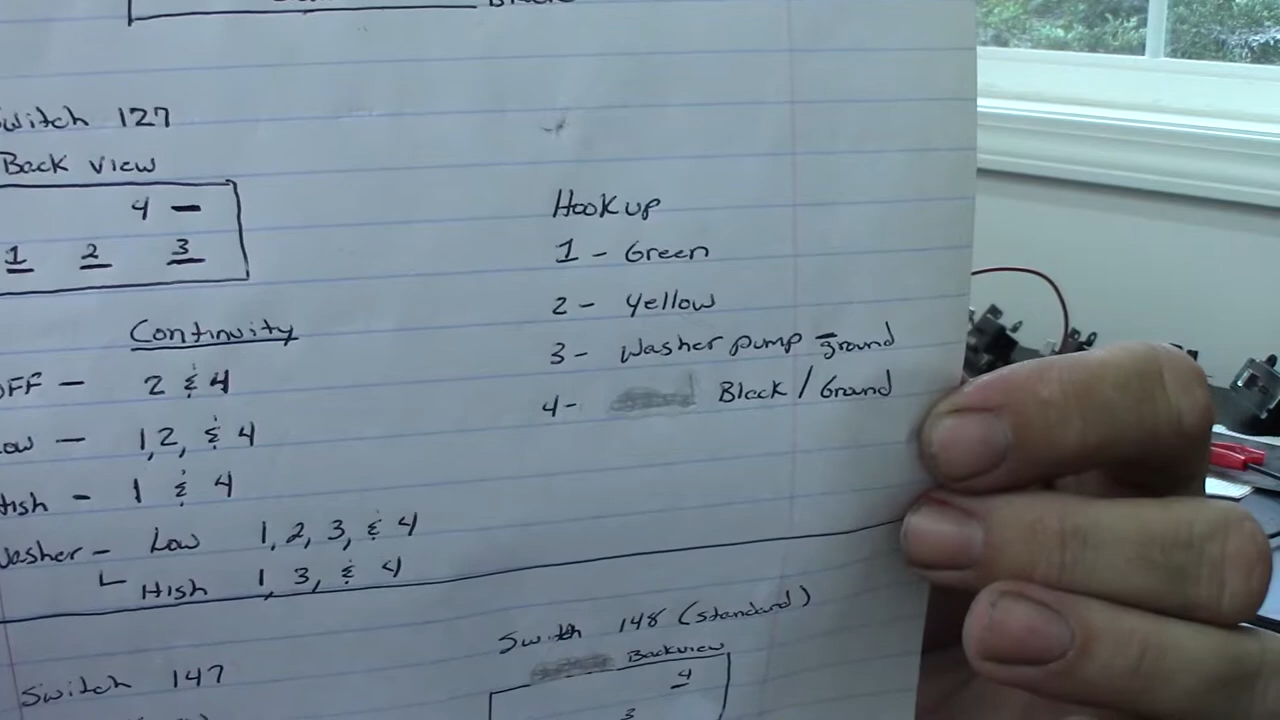 Switch 127
Back view
4 -
1 2 3
Continuity
OFF - 2 & 4
Low - 1, 2, & 4
High - 1 & 4
Washer - Low 1, 2, 3, & 4
High 1, 3, & 4
Hook up
1 - Green
2 - Yellow
3 - Washer pump ground
4 - Black / Ground
Switch 147
Switch 148 (standard)
Backview
4
3